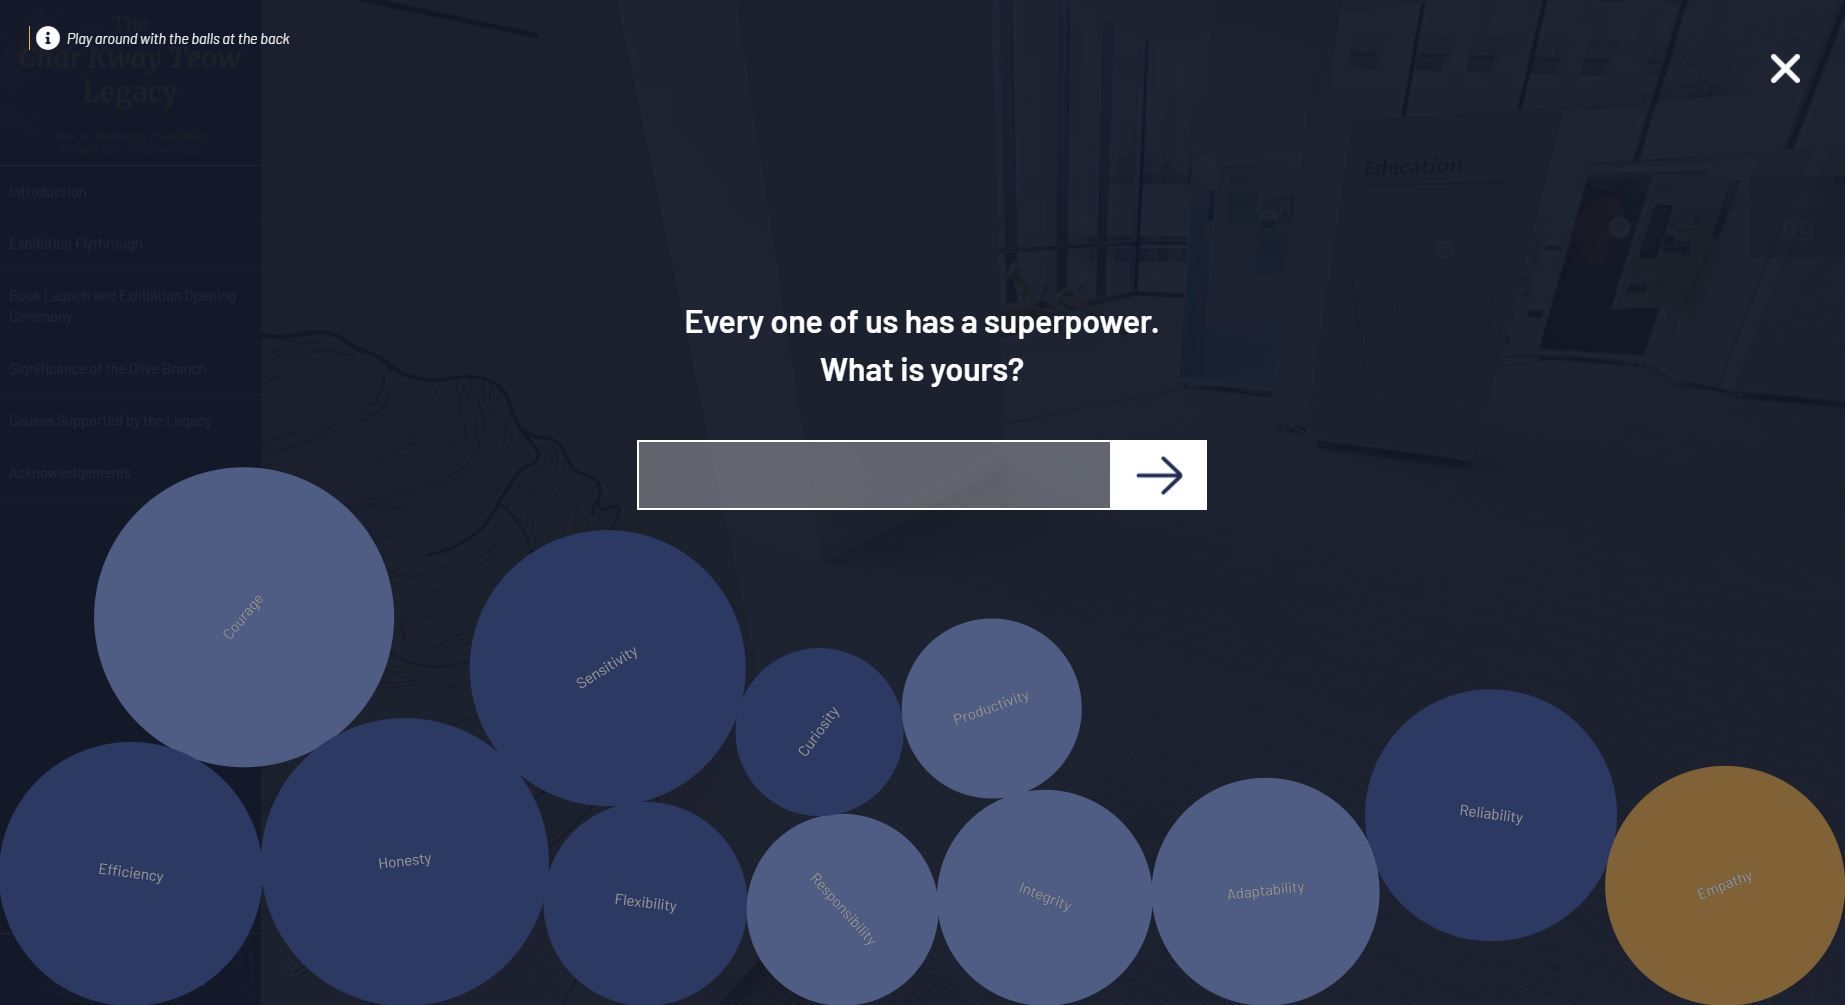 Play around with the balls at the back
The
Char Kway Teow
Legacy
Introduction
Exhibition Flythrough
Book Launch and Exhibition Opening
Ceremony
Significance of the Olive Branch
Causes Supported by the Legacy
Acknowledgements
Education
Every one of us has a superpower.
What is yours?
Courage
Sensitivity
Curiosity
Productivity
Reliability
Efficiency
Honesty
Flexibility
Responsibility
Integrity
Adaptability
Empathy